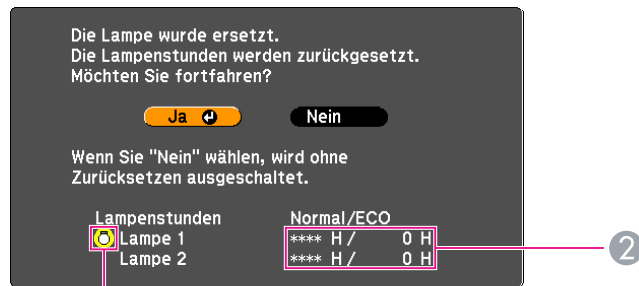 Die Lampe wurde ersetzt.
Die Lampenstunden werden zurückgesetzt.
Möchten Sie fortfahren?
Ja Nein
Wenn Sie "Nein" wählen, wird ohne
Zurücksetzen ausgeschaltet.
Lampenstunden Normal/ECO
Lampe 1 **** H / 0 H
Lampe 2 **** H / 0 H
2